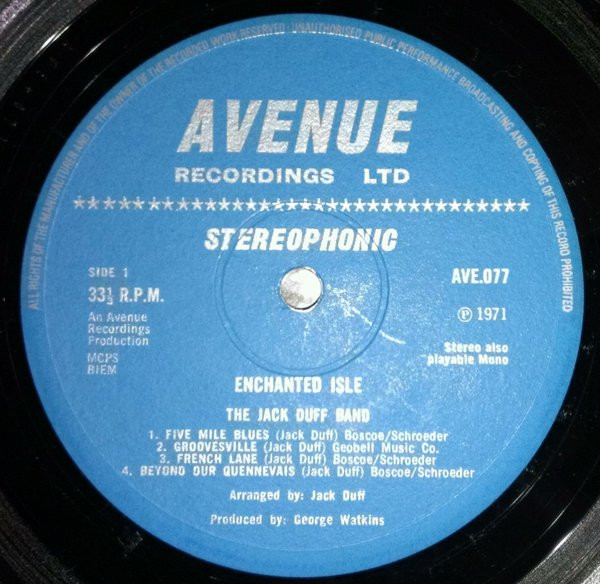 ALL RIGHTS OF THE MANUFACTURER AND OF THE OWNER OF THE RECORDED WORK RESERVED · UNAUTHORISED PUBLIC PERFORMANCE BROADCASTING AND COPYING OF THIS RECORD PROHIBITED
AVENUE
RECORDINGS LTD
STEREOPHONIC
SIDE 1
33⅓ R.P.M.
An Avenue
Recordings
Production
MCPS
BIEM
AVE.077
℗ 1971
Stereo also
playable Mono
ENCHANTED ISLE
THE JACK DUFF BAND
1. FIVE MILE BLUES (Jack Duff) Boscoe/Schroeder
2. GROOVESVILLE (Jack Duff) Geobell Music Co.
3. FRENCH LANE (Jack Duff) Boscoe/Schroeder
4. BEYOND OUR QUENNEVAIS (Jack Duff) Boscoe/Schroeder
Arranged by: Jack Duff
Produced by: George Watkins